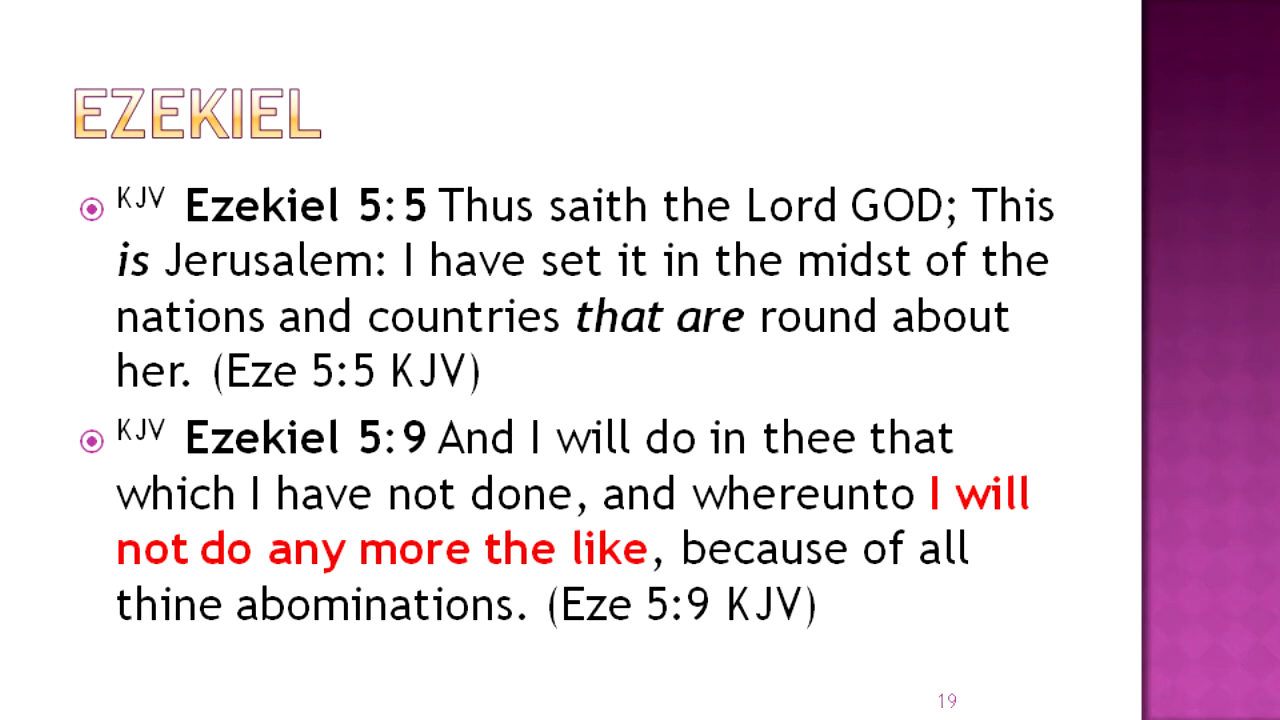 EZEKIEL
KJV Ezekiel 5:5 Thus saith the Lord GOD; This
is Jerusalem: I have set it in the midst of the
nations and countries that are round about
her. (Eze 5:5 KJV)
KJV Ezekiel 5:9 And I will do in thee that
which I have not done, and whereunto I will
not do any more the like, because of all
thine abominations. (Eze 5:9 KJV)
19